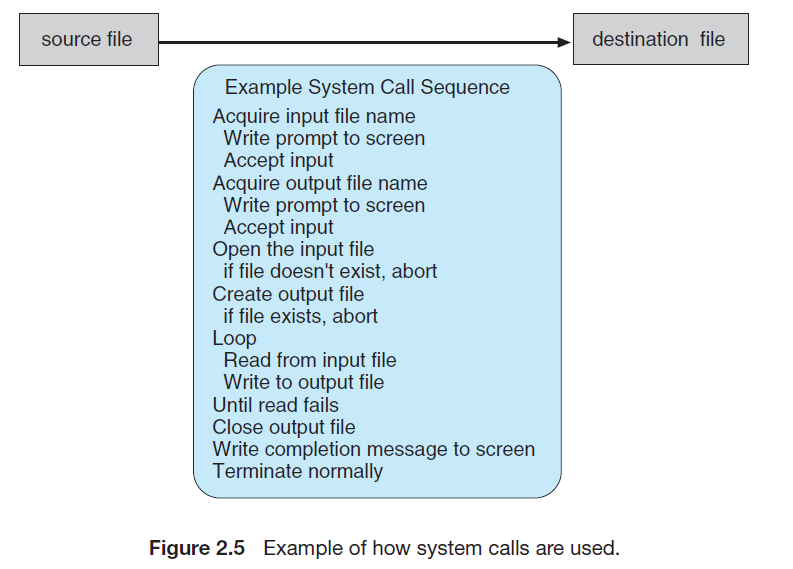 source file
destination file
Example System Call Sequence
Acquire input file name
Write prompt to screen
Accept input
Acquire output file name
Write prompt to screen
Accept input
Open the input file
if file doesn't exist, abort
Create output file
if file exists, abort
Loop
Read from input file
Write to output file
Until read fails
Close output file
Write completion message to screen
Terminate normally
Figure 2.5 Example of how system calls are used.